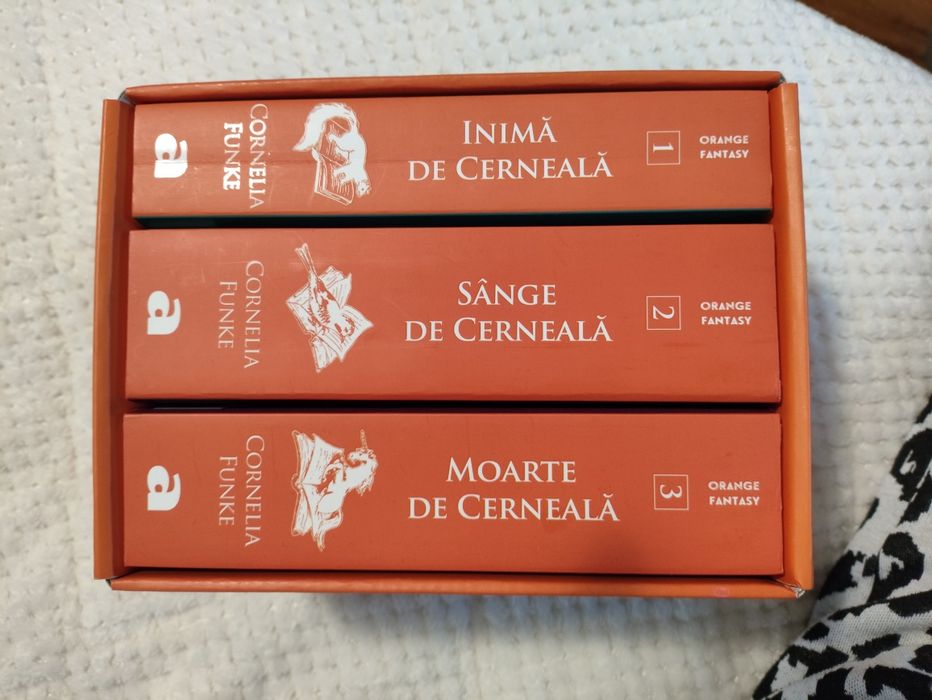 a
CORNELIA
FUNKE
INIMĂ
DE CERNEALĂ
1
ORANGE
FANTASY
a
CORNELIA
FUNKE
SÂNGE
DE CERNEALĂ
2
ORANGE
FANTASY
a
CORNELIA
FUNKE
MOARTE
DE CERNEALĂ
3
ORANGE
FANTASY